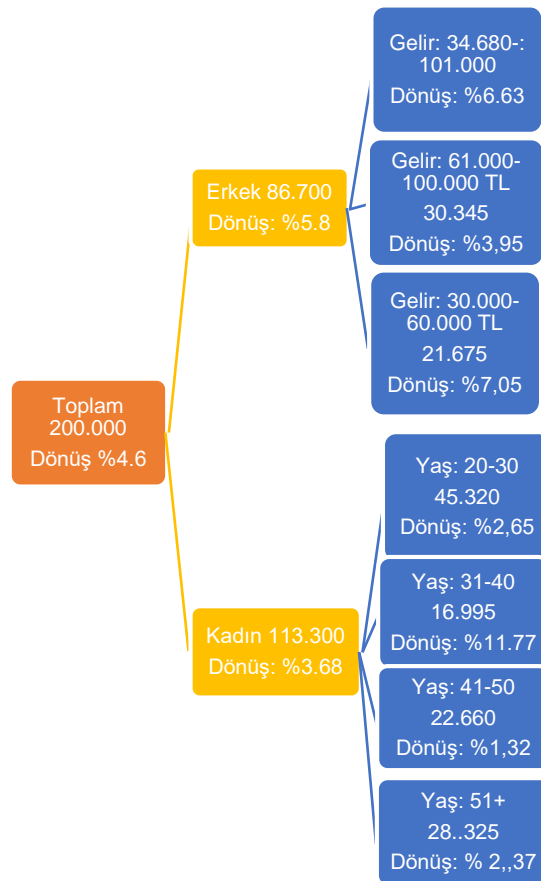 Toplam
200.000
Dönüş %4.6
Erkek 86.700
Dönüş: %5.8
Gelir: 34.680-:
101.000
Dönüş: %6.63
Gelir: 61.000-
100.000 TL
30.345
Dönüş: %3,95
Gelir: 30.000-
60.000 TL
21.675
Dönüş: %7,05
Kadın 113.300
Dönüş: %3.68
Yaş: 20-30
45.320
Dönüş: %2,65
Yaş: 31-40
16.995
Dönüş: %11.77
Yaş: 41-50
22.660
Dönüş: %1,32
Yaş: 51+
28..325
Dönüş: % 2,,37